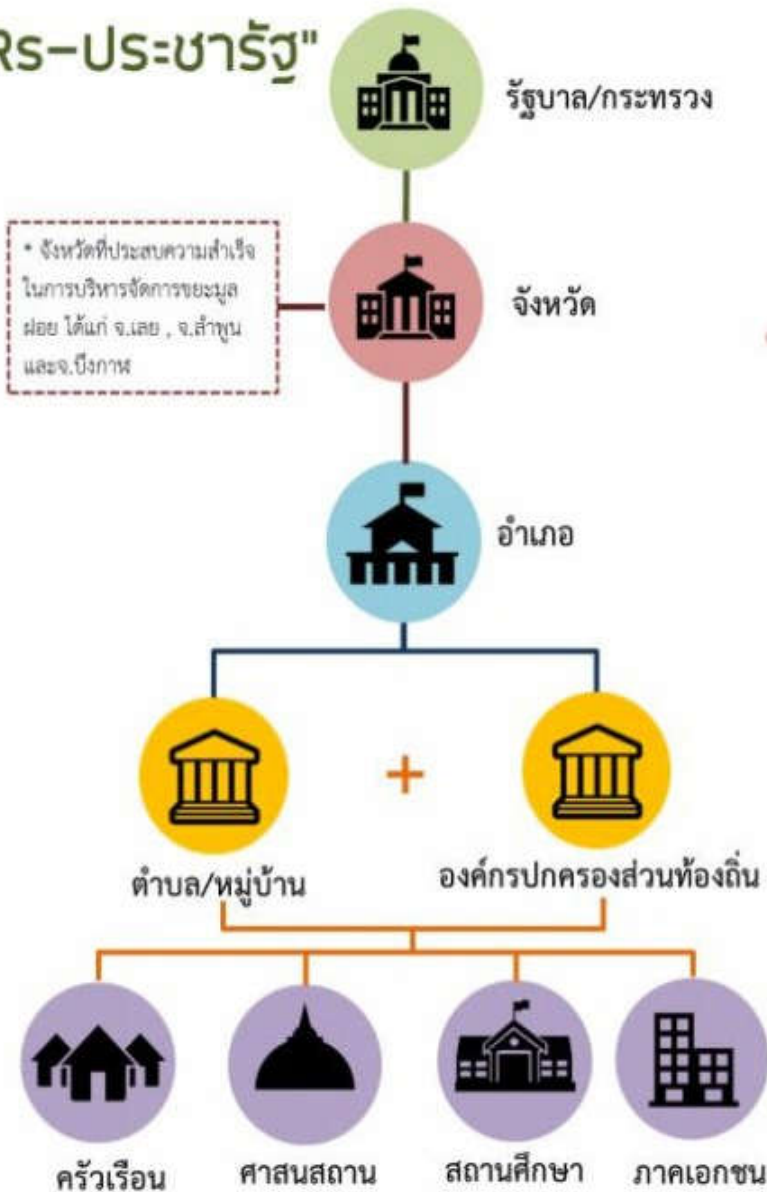 Rs-ประชารัฐ"
รัฐบาล/กระทรวง
* จังหวัดที่ประสบความสำเร็จ
ในการบริหารจัดการขยะมูล
ฝอย ได้แก่ จ.เลย , จ.ลำพูน
และจ.บึงกาฬ
จังหวัด
อำเภอ
+
ตำบล/หมู่บ้าน
องค์กรปกครองส่วนท้องถิ่น
ครัวเรือน
ศาสนสถาน
สถานศึกษา
ภาคเอกชน